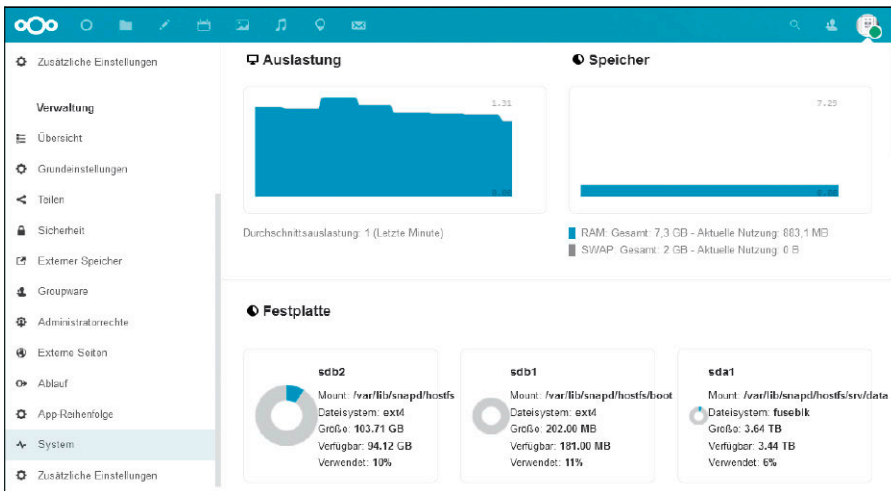 Zusätzliche Einstellungen
Verwaltung
Übersicht
Grundeinstellungen
Teilen
Sicherheit
Externer Speicher
Groupware
Administratorrechte
Externe Seiten
Ablauf
App-Reihenfolge
System
Zusätzliche Einstellungen
Auslastung
1.31
0.00
Durchschnittsauslastung: 1 (Letzte Minute)
Speicher
7.25
0.00
RAM: Gesamt: 7,3 GB - Aktuelle Nutzung: 883,1 MB
SWAP: Gesamt: 2 GB - Aktuelle Nutzung: 0 B
Festplatte
sdb2
Mount: /var/lib/snapd/hostfs
Dateisystem: ext4
Größe: 103.71 GB
Verfügbar: 94.12 GB
Verwendet: 10%
sdb1
Mount: /var/lib/snapd/hostfs/boot
Dateisystem: ext4
Größe: 202.00 MB
Verfügbar: 181.00 MB
Verwendet: 11%
sda1
Mount: /var/lib/snapd/hostfs/srv/data
Dateisystem: fuseblk
Größe: 3.64 TB
Verfügbar: 3.44 TB
Verwendet: 6%